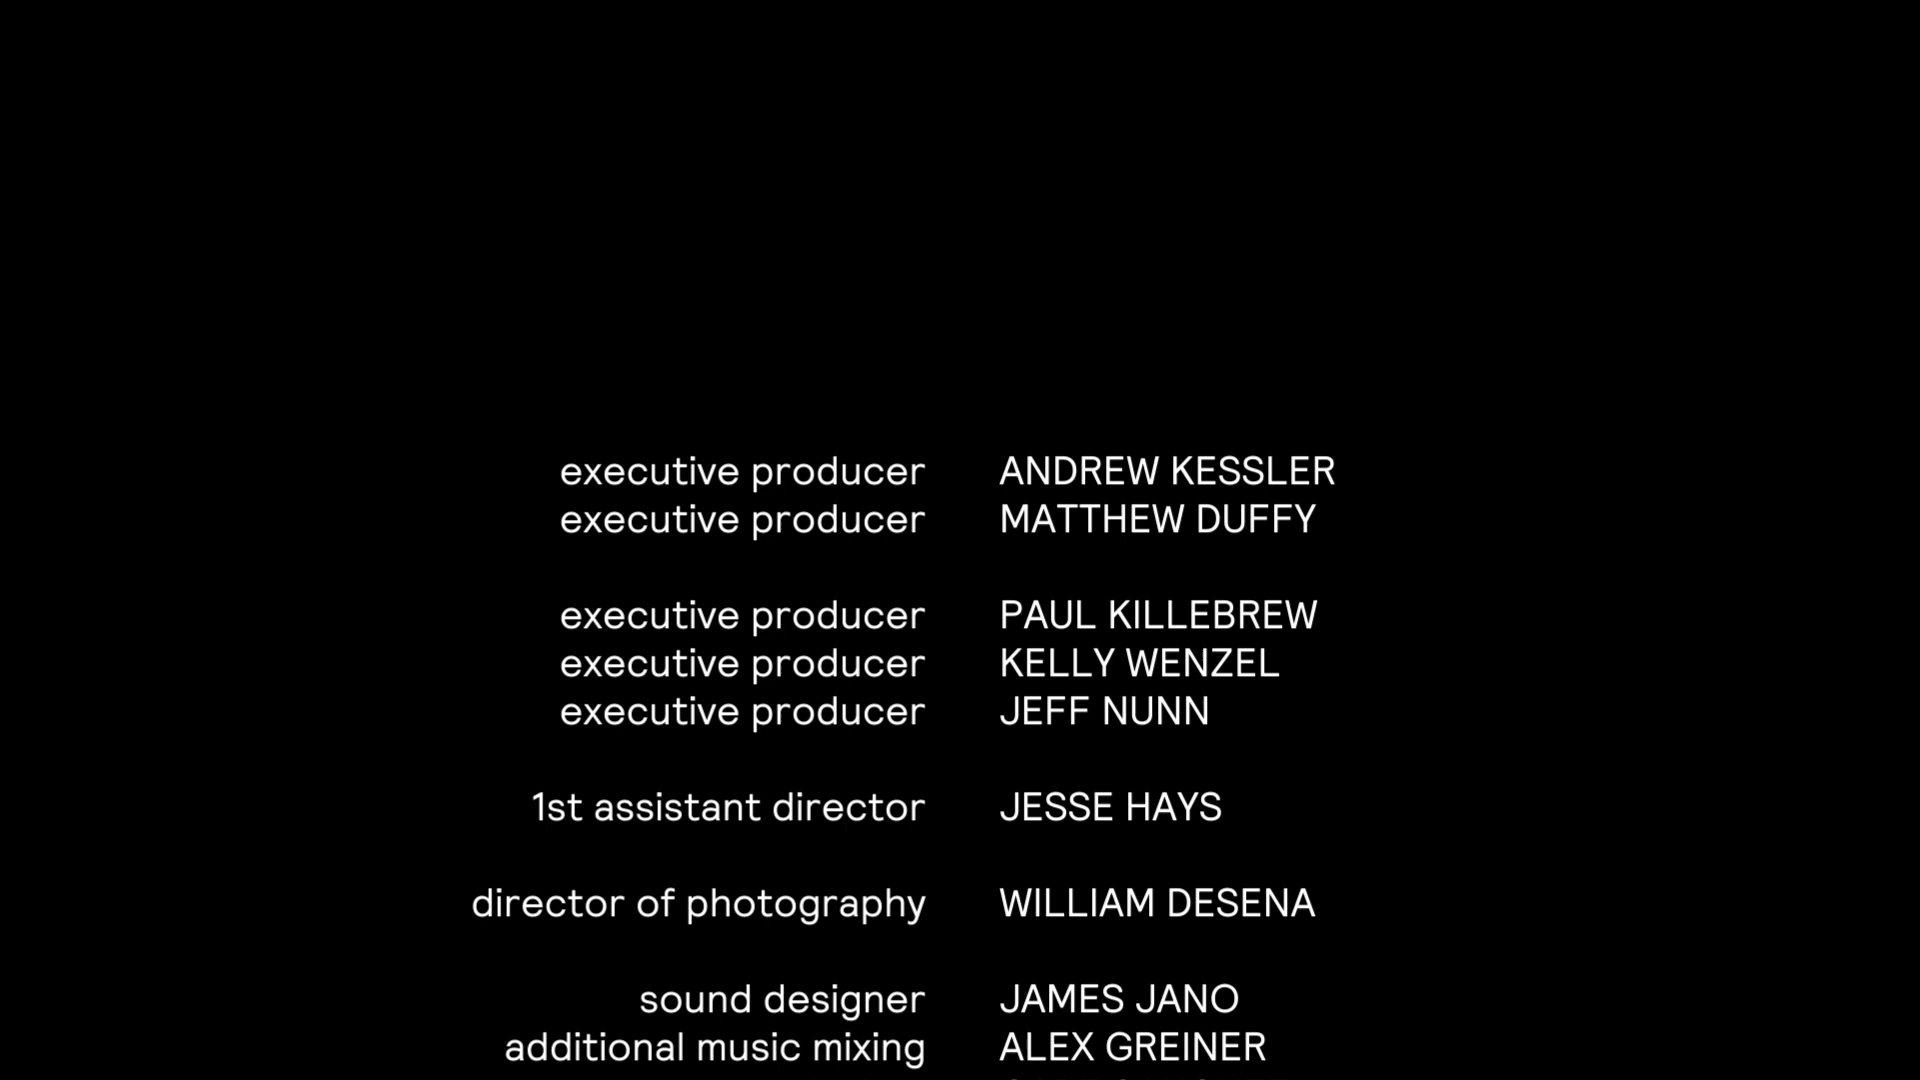 executive producer ANDREW KESSLER
executive producer MATTHEW DUFFY
executive producer PAUL KILLEBREW
executive producer KELLY WENZEL
executive producer JEFF NUNN
1st assistant director JESSE HAYS
director of photography WILLIAM DESENA
sound designer JAMES JANO
additional music mixing ALEX GREINER